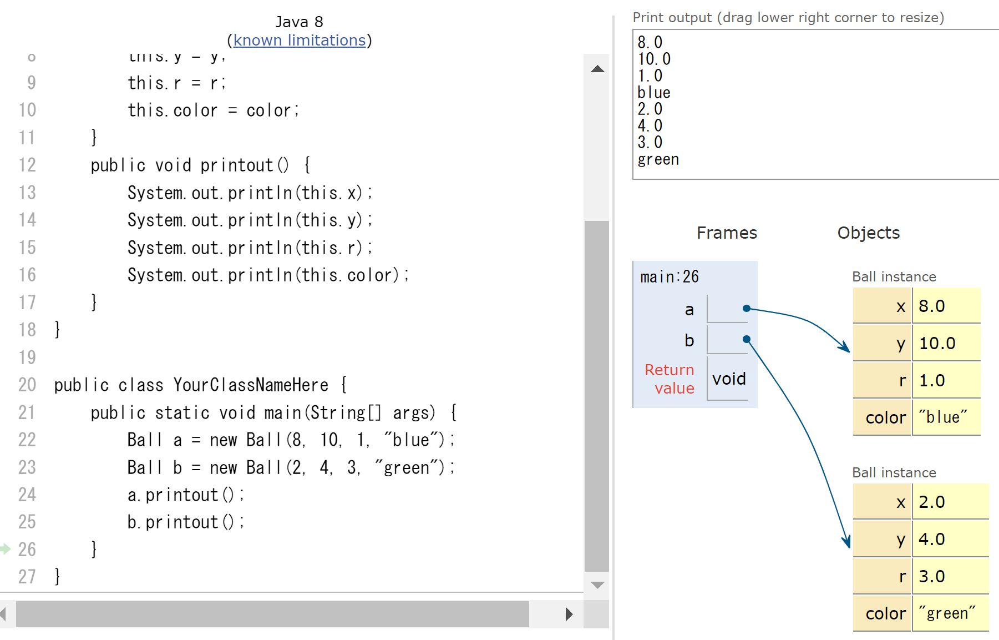 Java 8
(known limitations)
8 this.y = y;
9 this.r = r;
10 this.color = color;
11 }
12 public void printout() {
13 System.out.println(this.x);
14 System.out.println(this.y);
15 System.out.println(this.r);
16 System.out.println(this.color);
17 }
18 }
19
20 public class YourClassNameHere {
21 public static void main(String[] args) {
22 Ball a = new Ball(8, 10, 1, "blue");
23 Ball b = new Ball(2, 4, 3, "green");
24 a.printout();
25 b.printout();
26 }
27 }
Print output (drag lower right corner to resize)
8.0
10.0
1.0
blue
2.0
4.0
3.0
green
Frames
Objects
main:26
a
b
Return
value
void
Ball instance
x 8.0
y 10.0
r 1.0
color "blue"
Ball instance
x 2.0
y 4.0
r 3.0
color "green"